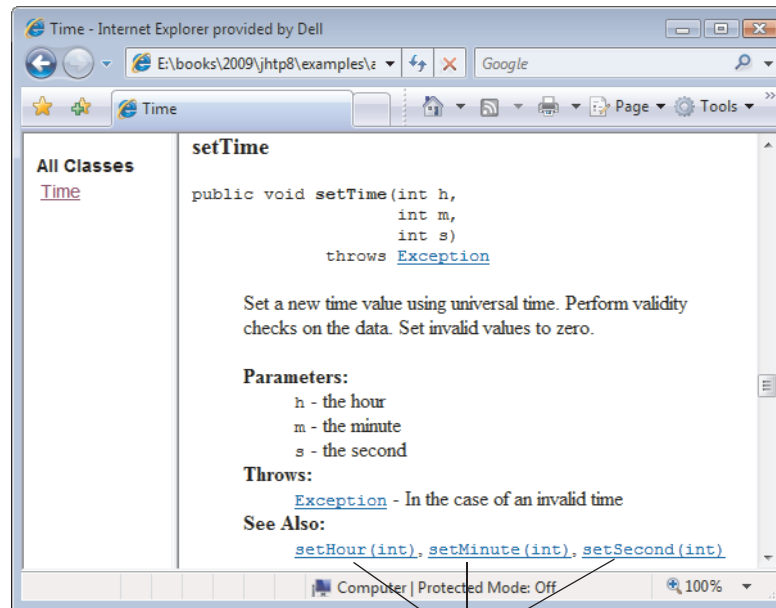 Time - Internet Explorer provided by Dell
E:\books\2009\jhtp8\examples\a
Google
Time
Page
Tools
All Classes
Time
setTime
public void setTime(int h,
int m,
int s)
throws Exception
Set a new time value using universal time. Perform validity
checks on the data. Set invalid values to zero.
Parameters:
h - the hour
m - the minute
s - the second
Throws:
Exception - In the case of an invalid time
See Also:
setHour(int), setMinute(int), setSecond(int)
Computer | Protected Mode: Off
100%